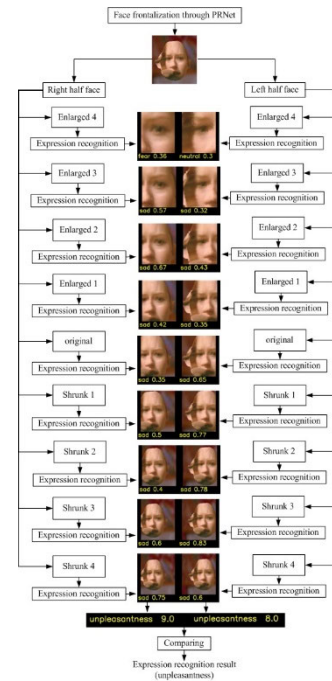 Face frontalization through PRNet
Right half face
Left half face
Enlarged 4
Enlarged 4
Expression recognition
Expression recognition
fear 0.38 neutral 0.3
Enlarged 3
Enlarged 3
Expression recognition
Expression recognition
sad 0.57 sad 0.32
Enlarged 2
Enlarged 2
Expression recognition
Expression recognition
sad 0.67 sad 0.43
Enlarged 1
Enlarged 1
Expression recognition
Expression recognition
sad 0.42 sad 0.35
original
original
Expression recognition
Expression recognition
sad 0.35 sad 0.65
Shrunk 1
Shrunk 1
Expression recognition
Expression recognition
sad 0.5 sad 0.77
Shrunk 2
Shrunk 2
Expression recognition
Expression recognition
sad 0.4 sad 0.78
Shrunk 3
Shrunk 3
Expression recognition
Expression recognition
sad 0.6 sad 0.83
Shrunk 4
Shrunk 4
Expression recognition
Expression recognition
sad 0.75 sad 0.6
unpleasantness 9.0 unpleasantness 8.0
Comparing
Expression recognition result
(unpleasantness)